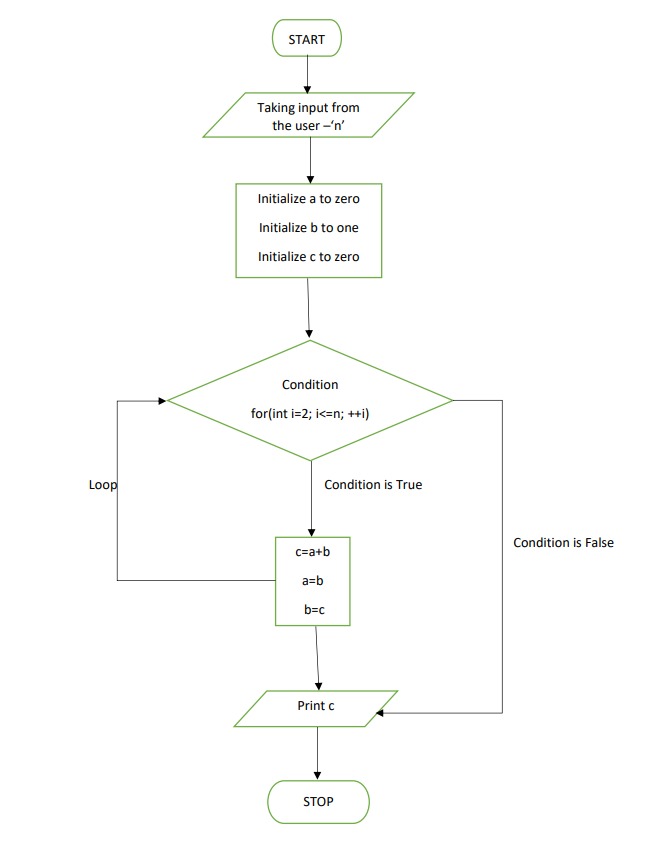 START
Taking input from
the user –‘n’
Initialize a to zero
Initialize b to one
Initialize c to zero
Condition
for(int i=2; i<=n; ++i)
Loop
Condition is True
Condition is False
c=a+b
a=b
b=c
Print c
STOP